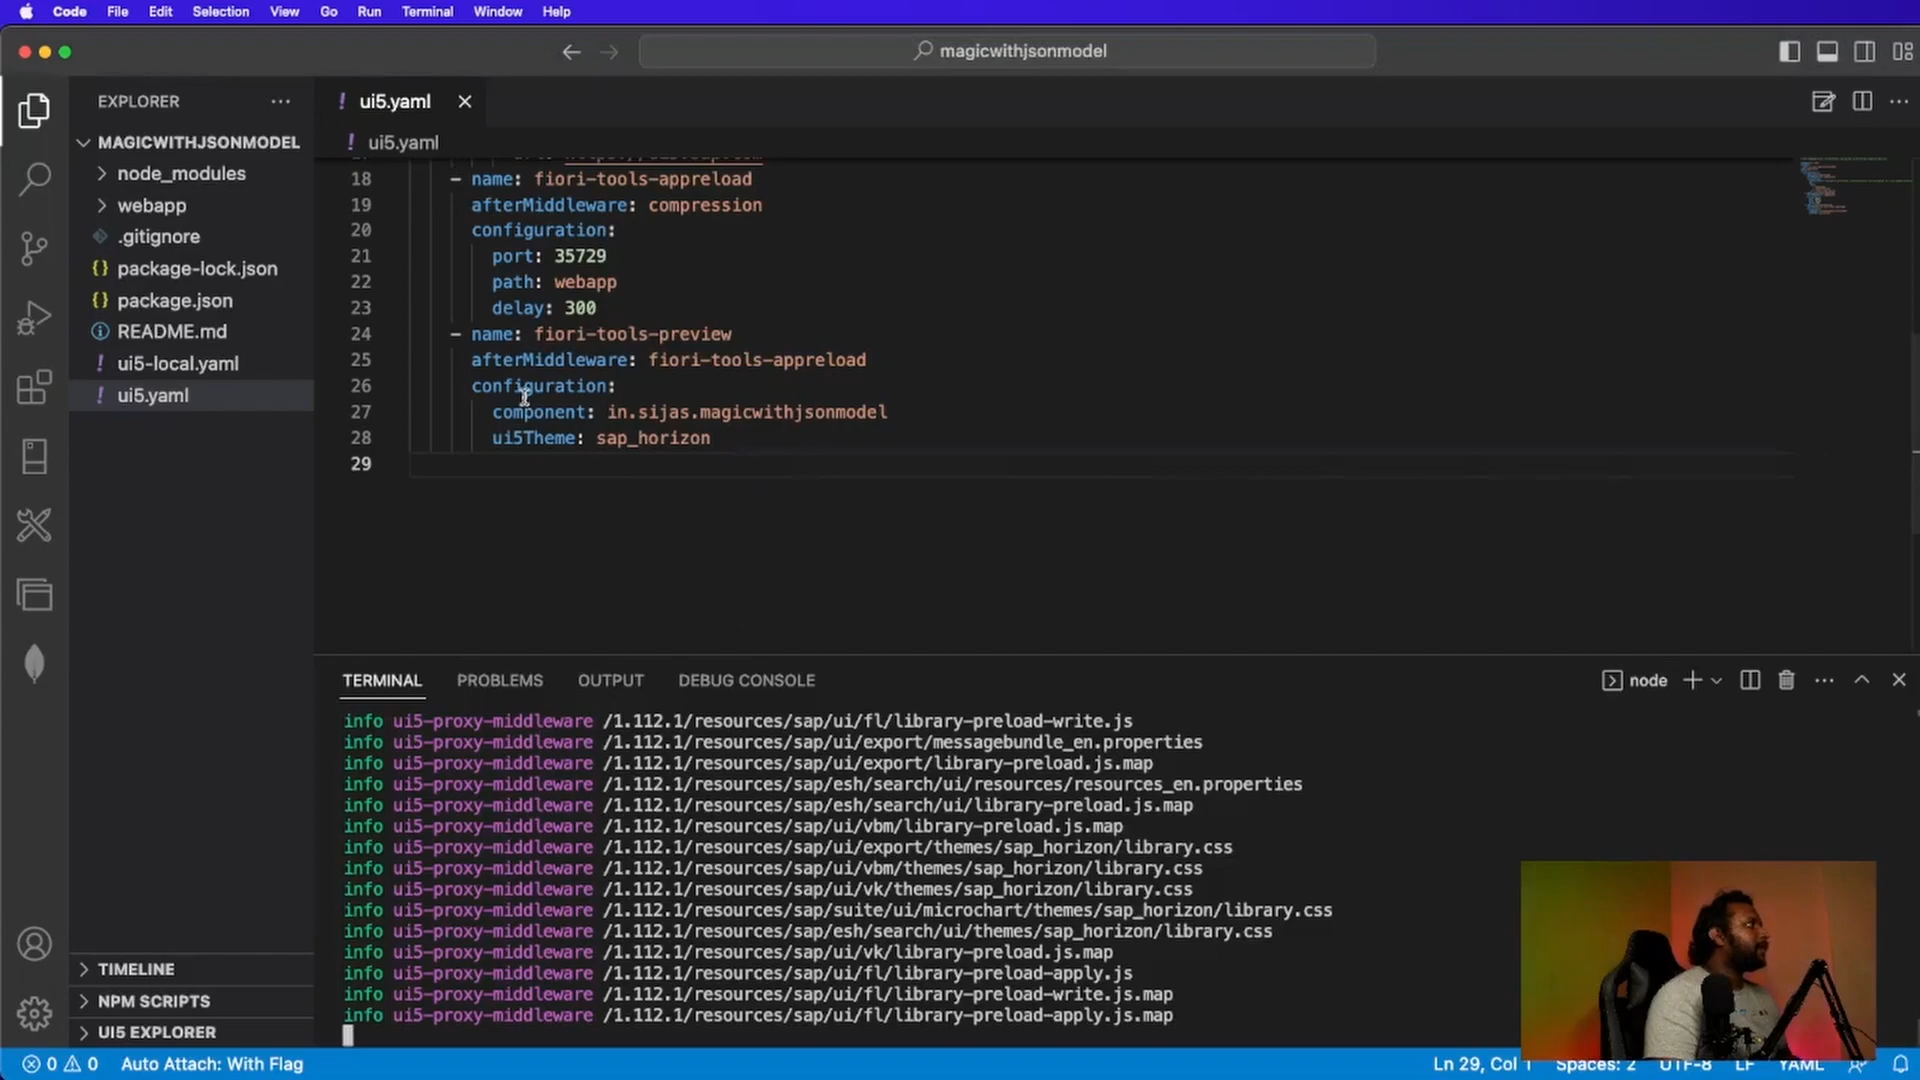 Code File Edit Selection View Go Run Terminal Window Help
magicwithjsonmodel
EXPLORER
MAGICWITHJSONMODEL
node_modules
webapp
.gitignore
{} package-lock.json
{} package.json
README.md
! ui5-local.yaml
! ui5.yaml
TIMELINE
NPM SCRIPTS
UI5 EXPLORER
! ui5.yaml
! ui5.yaml
18 - name: fiori-tools-appreload
19 afterMiddleware: compression
20 configuration:
21 port: 35729
22 path: webapp
23 delay: 300
24 - name: fiori-tools-preview
25 afterMiddleware: fiori-tools-appreload
26 configuration:
27 component: in.sijas.magicwithjsonmodel
28 ui5Theme: sap_horizon
29
TERMINAL PROBLEMS OUTPUT DEBUG CONSOLE
node
info ui5-proxy-middleware /1.112.1/resources/sap/ui/fl/library-preload-write.js
info ui5-proxy-middleware /1.112.1/resources/sap/ui/export/messagebundle_en.properties
info ui5-proxy-middleware /1.112.1/resources/sap/ui/export/library-preload.js.map
info ui5-proxy-middleware /1.112.1/resources/sap/esh/search/ui/resources/resources_en.properties
info ui5-proxy-middleware /1.112.1/resources/sap/esh/search/ui/library-preload.js.map
info ui5-proxy-middleware /1.112.1/resources/sap/ui/vbm/library-preload.js.map
info ui5-proxy-middleware /1.112.1/resources/sap/ui/export/themes/sap_horizon/library.css
info ui5-proxy-middleware /1.112.1/resources/sap/ui/vbm/themes/sap_horizon/library.css
info ui5-proxy-middleware /1.112.1/resources/sap/ui/vk/themes/sap_horizon/library.css
info ui5-proxy-middleware /1.112.1/resources/sap/suite/ui/microchart/themes/sap_horizon/library.css
info ui5-proxy-middleware /1.112.1/resources/sap/esh/search/ui/themes/sap_horizon/library.css
info ui5-proxy-middleware /1.112.1/resources/sap/ui/vk/library-preload.js.map
info ui5-proxy-middleware /1.112.1/resources/sap/ui/fl/library-preload-apply.js
info ui5-proxy-middleware /1.112.1/resources/sap/ui/fl/library-preload-write.js.map
info ui5-proxy-middleware /1.112.1/resources/sap/ui/fl/library-preload-apply.js.map
0 0 Auto Attach: With Flag
Ln 29, Col 1 Spaces: 2 UTF-8 LF YAML